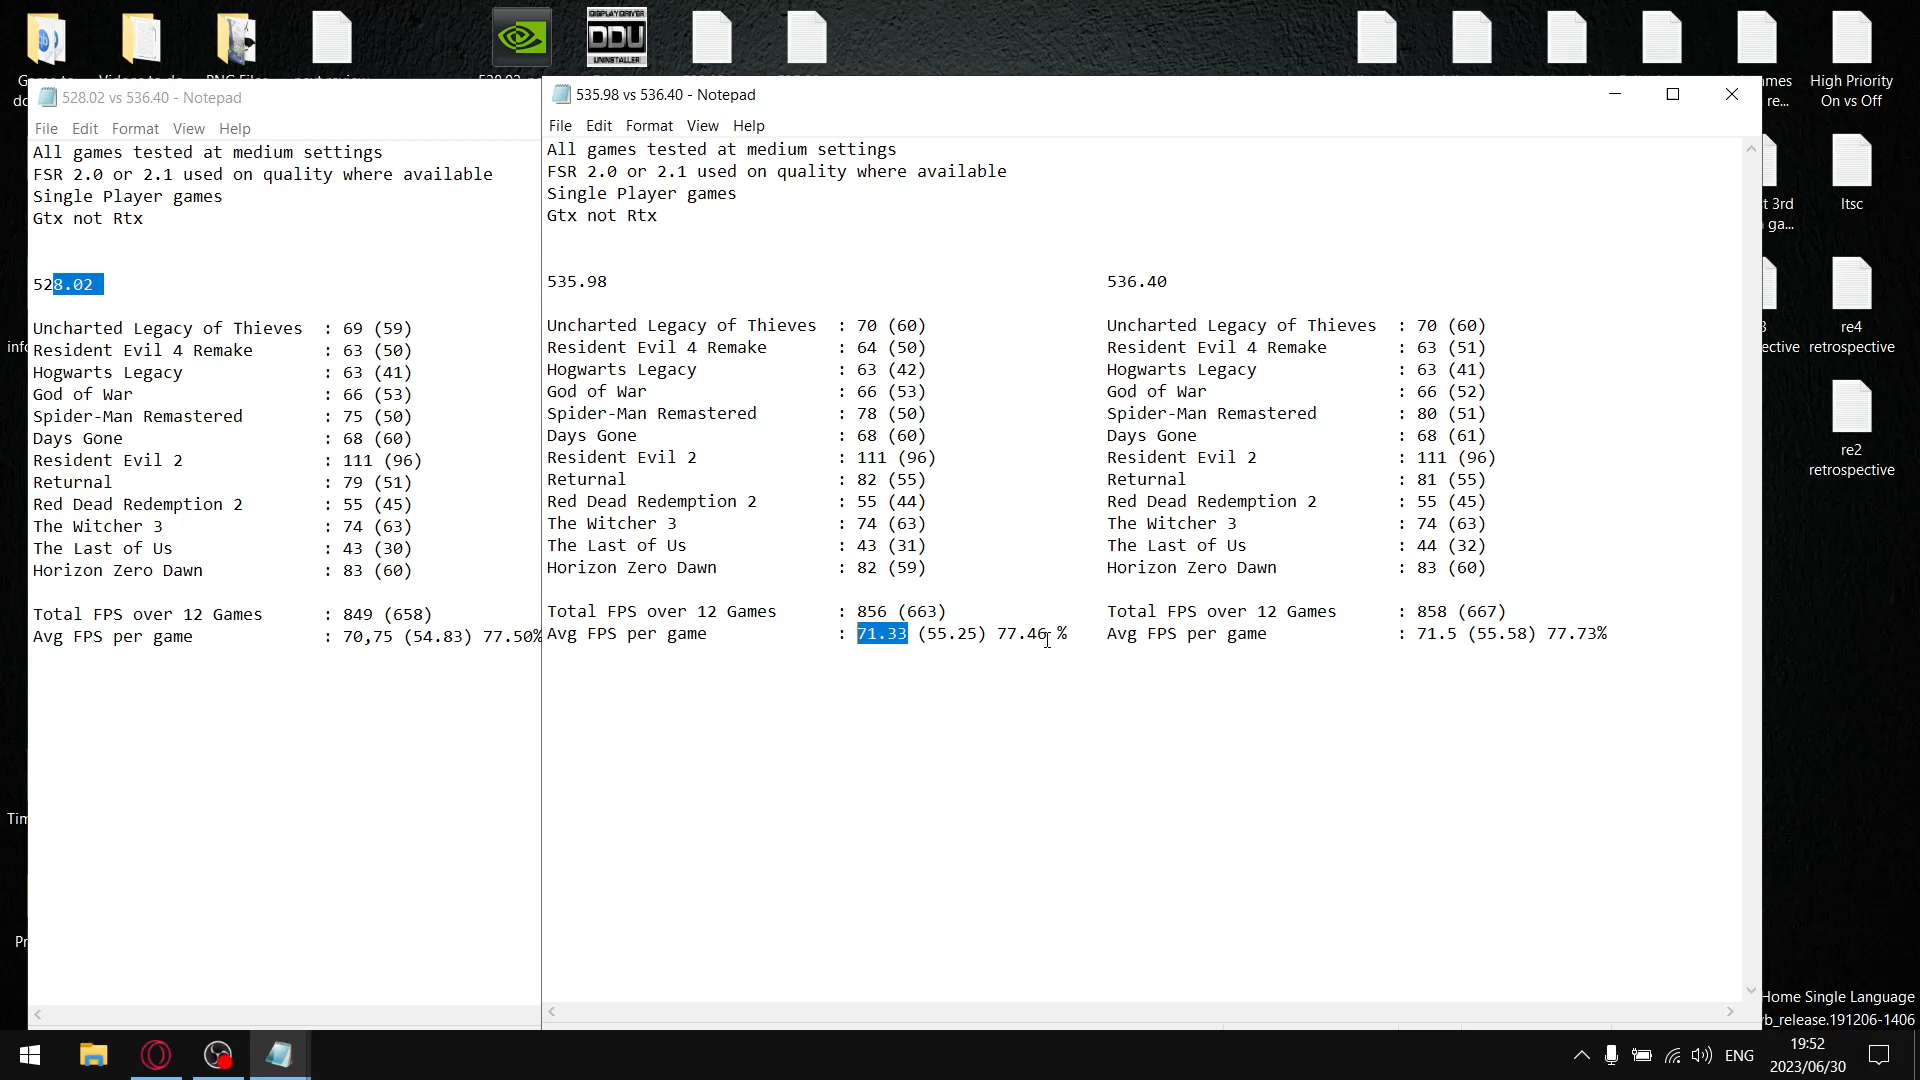 DISPLAY DRIVER
DDU
UNINSTALLER
High Priority
On vs Off
ltsc
re4
retrospective
re2
retrospective
528.02 vs 536.40 - Notepad
File Edit Format View Help
All games tested at medium settings
FSR 2.0 or 2.1 used on quality where available
Single Player games
Gtx not Rtx
528.02
Uncharted Legacy of Thieves : 69 (59)
Resident Evil 4 Remake : 63 (50)
Hogwarts Legacy : 63 (41)
God of War : 66 (53)
Spider-Man Remastered : 75 (50)
Days Gone : 68 (60)
Resident Evil 2 : 111 (96)
Returnal : 79 (51)
Red Dead Redemption 2 : 55 (45)
The Witcher 3 : 74 (63)
The Last of Us : 43 (30)
Horizon Zero Dawn : 83 (60)
Total FPS over 12 Games : 849 (658)
Avg FPS per game : 70,75 (54.83) 77.50%
535.98 vs 536.40 - Notepad
File Edit Format View Help
All games tested at medium settings
FSR 2.0 or 2.1 used on quality where available
Single Player games
Gtx not Rtx
535.98 536.40
Uncharted Legacy of Thieves : 70 (60) Uncharted Legacy of Thieves : 70 (60)
Resident Evil 4 Remake : 64 (50) Resident Evil 4 Remake : 63 (51)
Hogwarts Legacy : 63 (42) Hogwarts Legacy : 63 (41)
God of War : 66 (53) God of War : 66 (52)
Spider-Man Remastered : 78 (50) Spider-Man Remastered : 80 (51)
Days Gone : 68 (60) Days Gone : 68 (61)
Resident Evil 2 : 111 (96) Resident Evil 2 : 111 (96)
Returnal : 82 (55) Returnal : 81 (55)
Red Dead Redemption 2 : 55 (44) Red Dead Redemption 2 : 55 (45)
The Witcher 3 : 74 (63) The Witcher 3 : 74 (63)
The Last of Us : 43 (31) The Last of Us : 44 (32)
Horizon Zero Dawn : 82 (59) Horizon Zero Dawn : 83 (60)
Total FPS over 12 Games : 856 (663) Total FPS over 12 Games : 858 (667)
Avg FPS per game : 71.33 (55.25) 77.46 % Avg FPS per game : 71.5 (55.58) 77.73%
Home Single Language
vb_release.191206-1406
ENG
19:52
2023/06/30